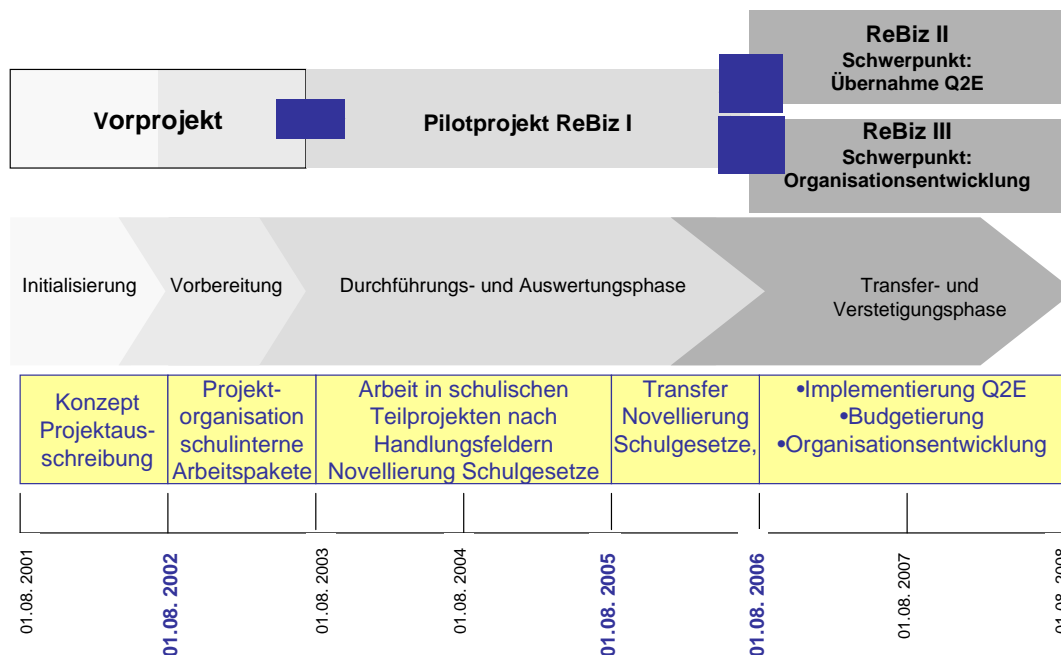 Vorprojekt
Pilotprojekt ReBiz I
ReBiz II
Schwerpunkt:
Übernahme Q2E
ReBiz III
Schwerpunkt:
Organisationsentwicklung
Initialisierung
Vorbereitung
Durchführungs- und Auswertungsphase
Transfer- und
Verstetigungsphase
Konzept
Projektaus-
schreibung
Projekt-
organisation
schulinterne
Arbeitspakete
Arbeit in schulischen
Teilprojekten nach
Handlungsfeldern
Novellierung Schulgesetze
Transfer
Novellierung
Schulgesetze,
•Implementierung Q2E
•Budgetierung
•Organisationsentwicklung
01.08. 2001
01.08. 2002
01.08. 2003
01.08. 2004
01.08. 2005
01.08. 2006
01.08. 2007
01.08. 2008